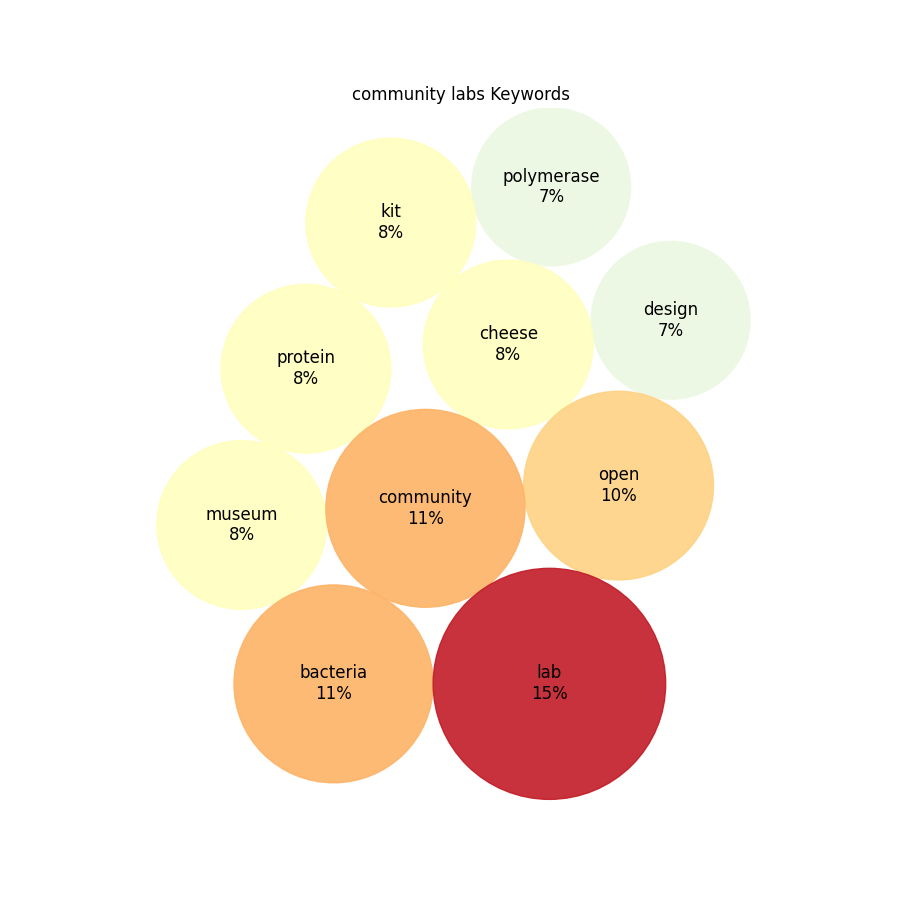 community labs Keywords
polymerase
7%
kit
8%
design
7%
cheese
8%
protein
8%
open
10%
community
11%
museum
8%
bacteria
11%
lab
15%